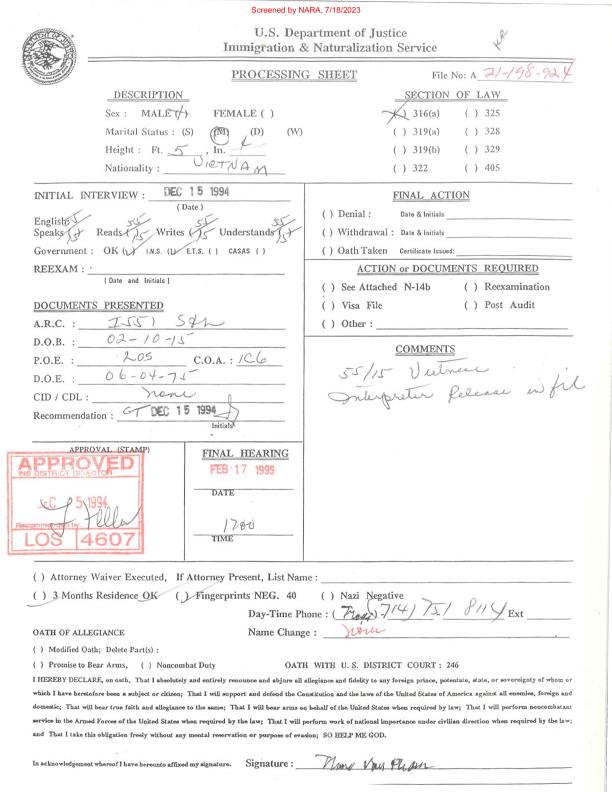 Screened by NARA, 7/18/2023
U.S. Department of Justice
Immigration & Naturalization Service
PROCESSING SHEET
File No: A 21-198-924
DESCRIPTION
Sex : MALE ( ) FEMALE ( )
Marital Status : (S) (M) (D) (W)
Height : Ft. 5 , In.
Nationality : VIETNAM
SECTION OF LAW
( ) 316(a) ( ) 325
( ) 319(a) ( ) 328
( ) 319(b) ( ) 329
( ) 322 ( ) 405
INITIAL INTERVIEW : DEC 15 1994
(Date)
English
Speaks 55/15 Reads 55/15 Writes 55/15 Understands 55/15
Government : OK ( ) I.N.S. ( ) E.T.S. ( ) CASAS ( )
REEXAM :
(Date and Initials)
DOCUMENTS PRESENTED
A.R.C. : I551
D.O.B. : 02-10-15
P.O.E. : LOS C.O.A. : IC6
D.O.E. : 06-04-75
CID / CDL : none
Recommendation : GT DEC 15 1994
Initials
FINAL ACTION
( ) Denial : Date & Initials
( ) Withdrawal : Date & Initials
( ) Oath Taken Certificate Issued:
ACTION or DOCUMENTS REQUIRED
( ) See Attached N-14b ( ) Reexamination
( ) Visa File ( ) Post Audit
( ) Other :
COMMENTS
55/15 Witness
Interpreter Release in file
APPROVAL (STAMP)
APPROVED
INS DISTRICT DIRECTOR
1994
Recommended by
LOS 4607
FINAL HEARING
FEB 17 1995
DATE
1700
TIME
( ) Attorney Waiver Executed, If Attorney Present, List Name :
( ) 3 Months Residence OK ( ) Fingerprints NEG. 40 ( ) Nazi Negative
Day-Time Phone : (714) 751 8114 Ext
OATH OF ALLEGIANCE
Name Change : none
( ) Modified Oath; Delete Part(s) :
( ) Promise to Bear Arms, ( ) Noncombat Duty OATH WITH U. S. DISTRICT COURT : 246
I HEREBY DECLARE, on oath, That I absolutely and entirely renounce and abjure all allegiance and fidelity to any foreign prince, potentate, state, or sovereignty of whom or
which I have heretofore been a subject or citizen; That I will support and defend the Constitution and the laws of the United States of America against all enemies, foreign and
domestic; That will bear true faith and allegiance to the same; That I will bear arms on behalf of the United States when required by law; That I will perform noncombatant
service in the Armed Forces of the United States when required by the law; That I will perform work of national importance under civilian direction when required by the law;
and That I take this obligation freely without any mental reservation or purpose of evasion; SO HELP ME GOD.
In acknowledgement whereof I have hereunto affixed my signature. Signature :